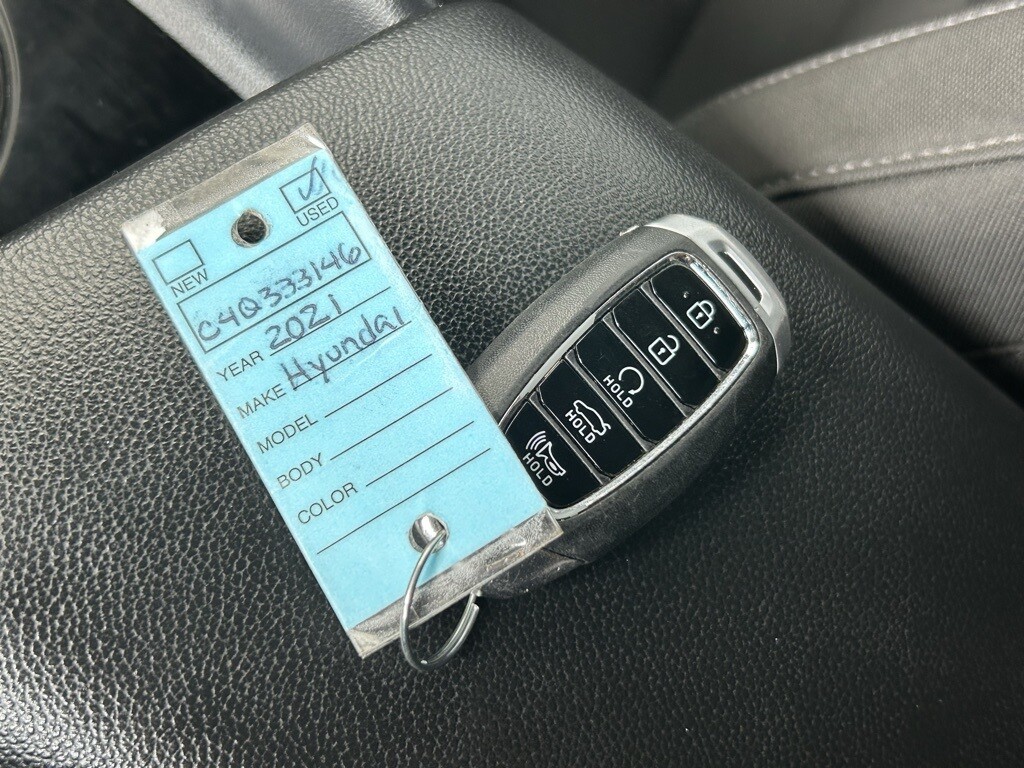 USED
NEW
C4Q333146
YEAR 2021
MAKE Hyundai
MODEL
BODY
COLOR
HOLD
HOLD
HOLD